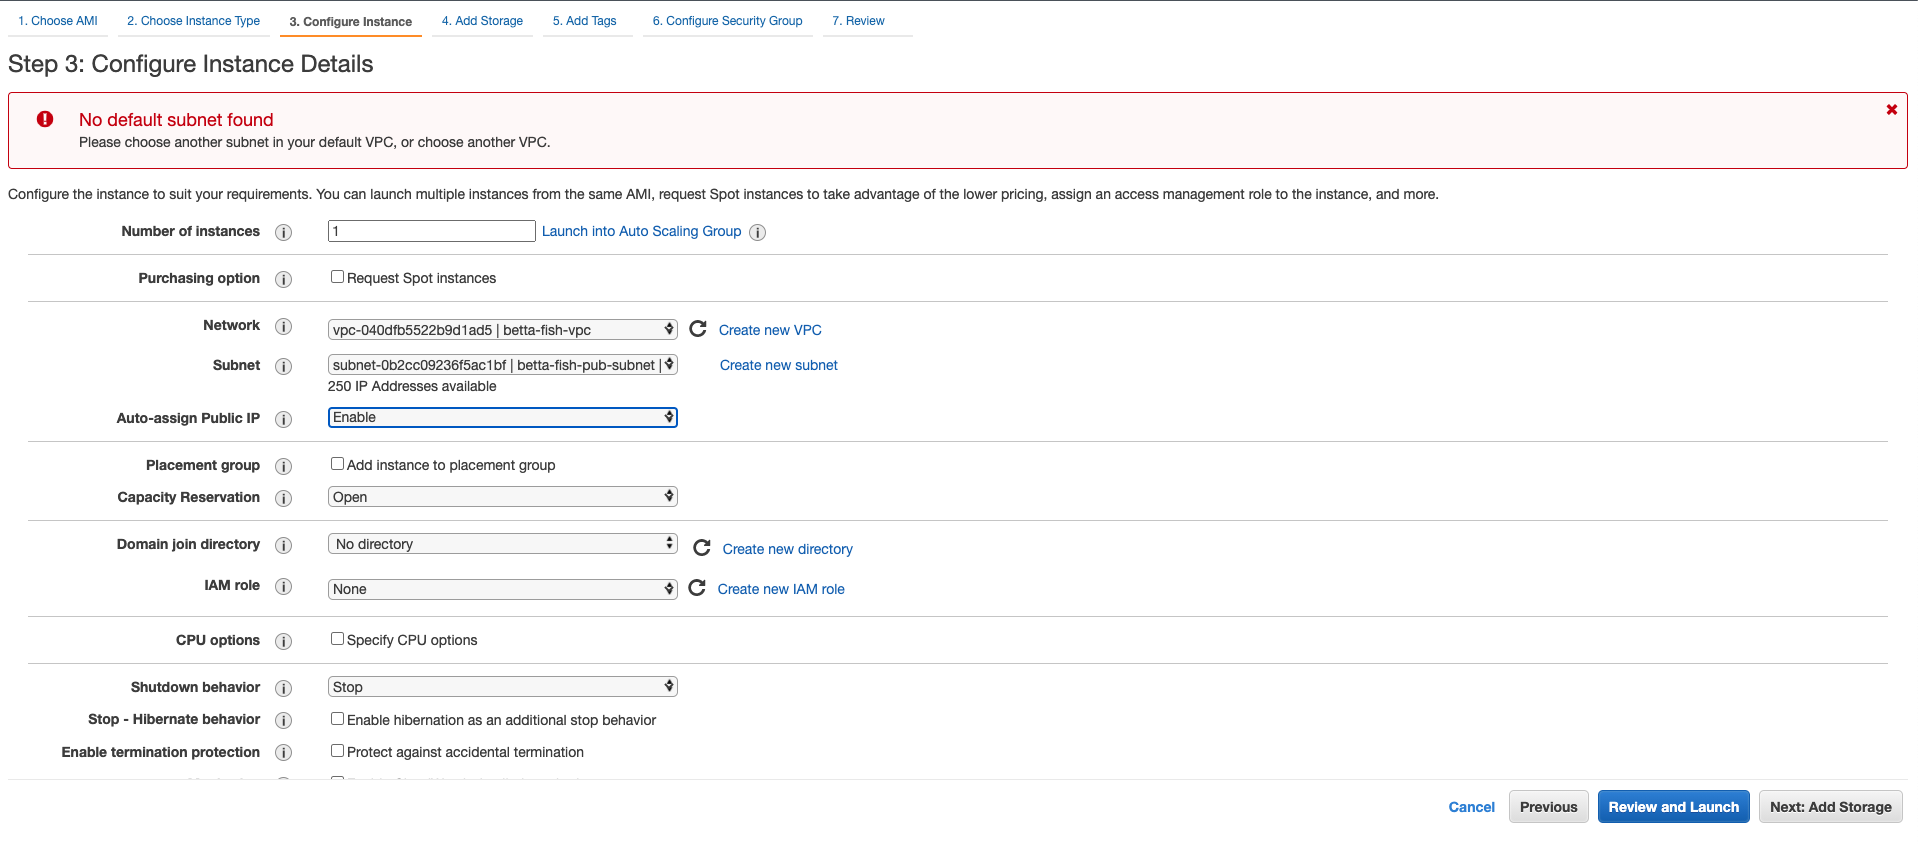 1. Choose AMI 2. Choose Instance Type 3. Configure Instance 4. Add Storage 5. Add Tags 6. Configure Security Group 7. Review
Step 3: Configure Instance Details
No default subnet found
Please choose another subnet in your default VPC, or choose another VPC.
Configure the instance to suit your requirements. You can launch multiple instances from the same AMI, request Spot instances to take advantage of the lower pricing, assign an access management role to the instance, and more.
Number of instances i 1 Launch into Auto Scaling Group i
Purchasing option i Request Spot instances
Network i vpc-040dfb5522b9d1ad5 | betta-fish-vpc Create new VPC
Subnet i subnet-0b2cc09236f5ac1bf | betta-fish-pub-subnet | Create new subnet
250 IP Addresses available
Auto-assign Public IP i Enable
Placement group i Add instance to placement group
Capacity Reservation i Open
Domain join directory i No directory Create new directory
IAM role i None Create new IAM role
CPU options i Specify CPU options
Shutdown behavior i Stop
Stop - Hibernate behavior i Enable hibernation as an additional stop behavior
Enable termination protection i Protect against accidental termination
Cancel Previous Review and Launch Next: Add Storage